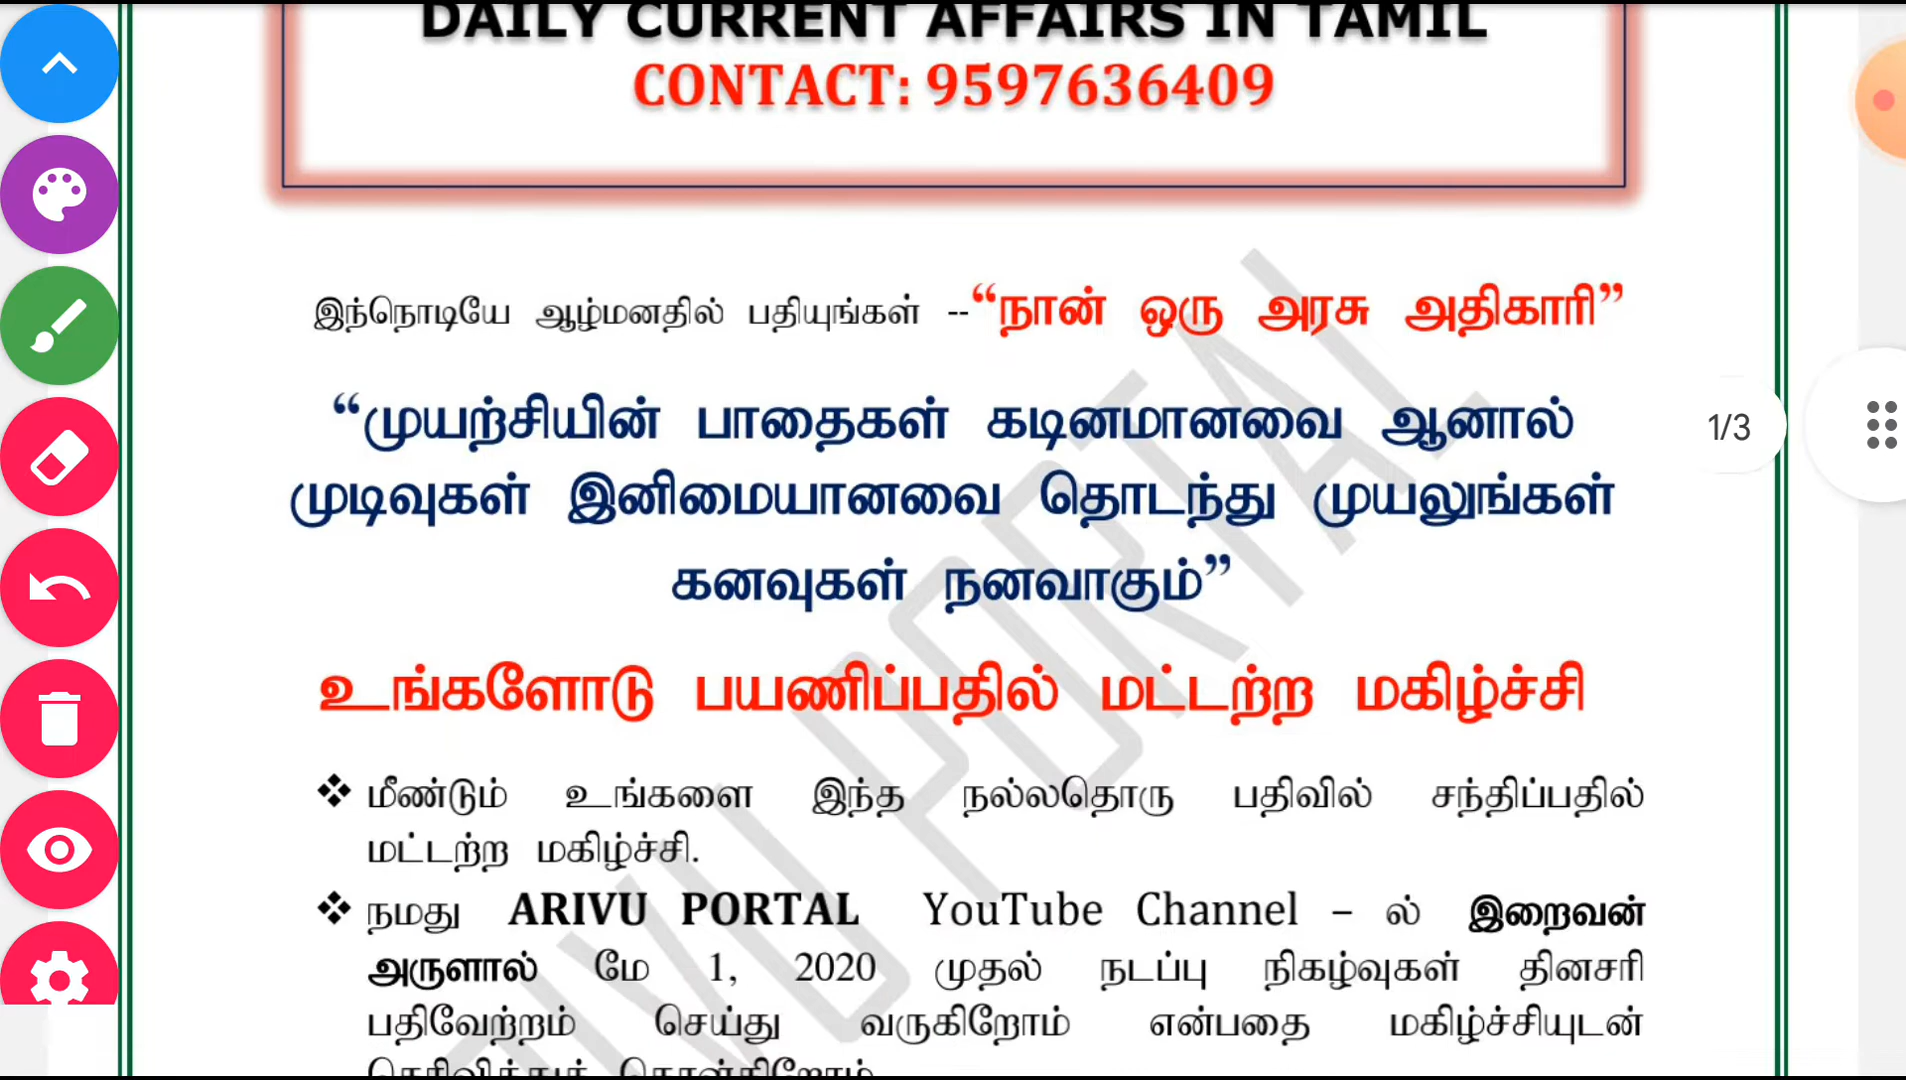 DAILY CURRENT AFFAIRS IN TAMIL
CONTACT: 9597636409
இந்நொடியே ஆழ்மனதில் பதியுங்கள் --“நான் ஒரு அரசு அதிகாரி”
“முயற்சியின் பாதைகள் கடினமானவை ஆனால்
முடிவுகள் இனிமையானவை தொடந்து முயலுங்கள்
கனவுகள் நனவாகும்”
1/3
உங்களோடு பயணிப்பதில் மட்டற்ற மகிழ்ச்சி
❖ மீண்டும் உங்களை இந்த நல்லதொரு பதிவில் சந்திப்பதில்
மட்டற்ற மகிழ்ச்சி.
❖ நமது ARIVU PORTAL YouTube Channel – ல் இறைவன்
அருளால் மே 1, 2020 முதல் நடப்பு நிகழ்வுகள் தினசரி
பதிவேற்றம் செய்து வருகிறோம் என்பதை மகிழ்ச்சியுடன்
தெரிவித்துக் கொள்கிறோம்